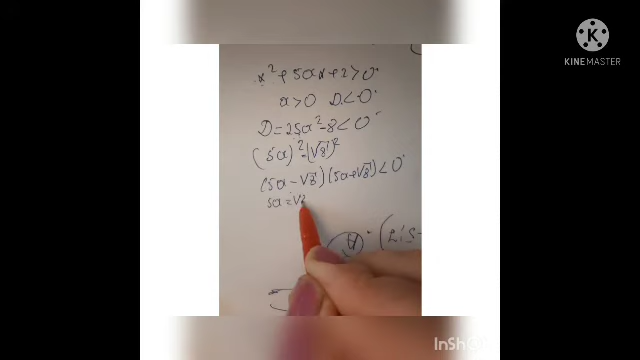 KINEMASTER
x² + 5ax + 2 > 0
a > 0 D < 0
D = 25a² - 8 < 0
(5a)² - (√8)²
(5a - √8)(5a + √8) < 0
5a = √8
InSh